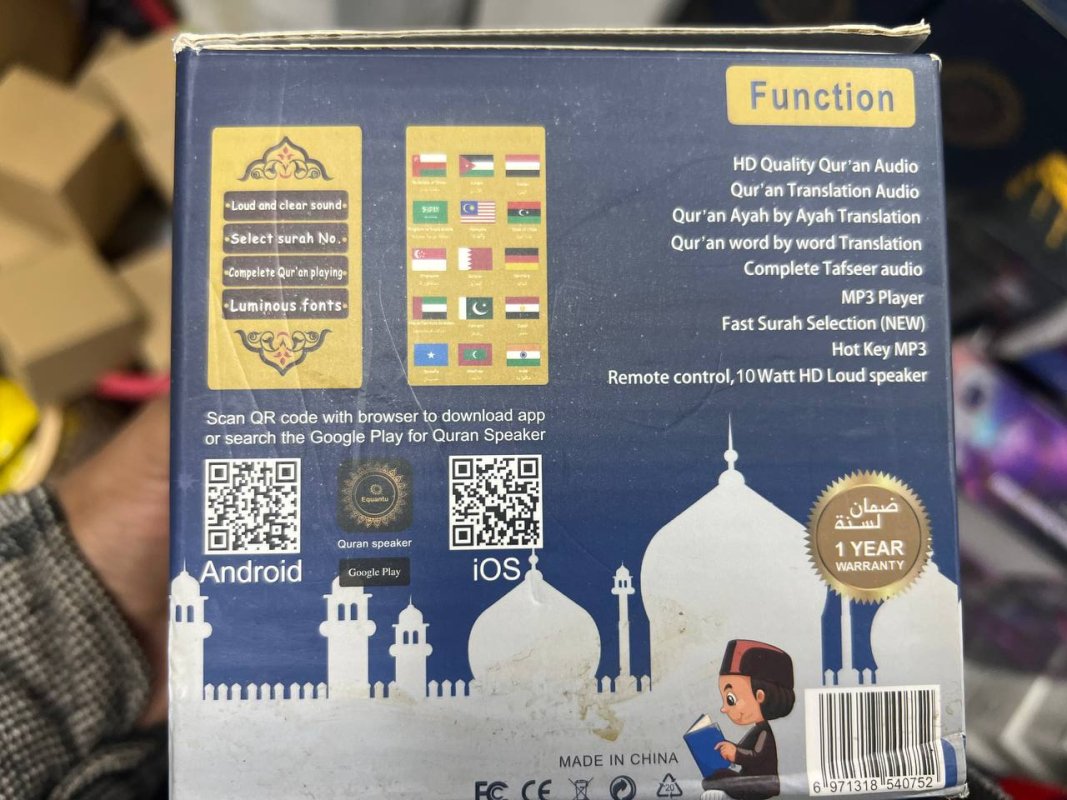 Function
HD Quality Qur'an Audio
Qur'an Translation Audio
Qur'an Ayah by Ayah Translation
Qur'an word by word Translation
Complete Tafseer audio
MP3 Player
Fast Surah Selection (NEW)
Hot Key MP3
Remote control,10 Watt HD Loud speaker
Loud and clear sound
Select surah No.
Compelete Qur'an playing
Luminous fonts
Scan QR code with browser to download app
or search the Google Play for Quran Speaker
Equantu
Quran speaker
Google Play
Android
iOS
ضمان
لسنة
1 YEAR
WARRANTY
MADE IN CHINA
FC CE
20
6 971318 540752